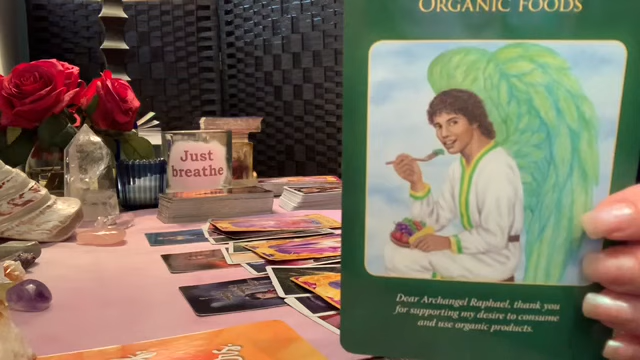 ORGANIC FOODS
Just
breathe
Dear Archangel Raphael, thank you
for supporting my desire to consume
and use organic products.